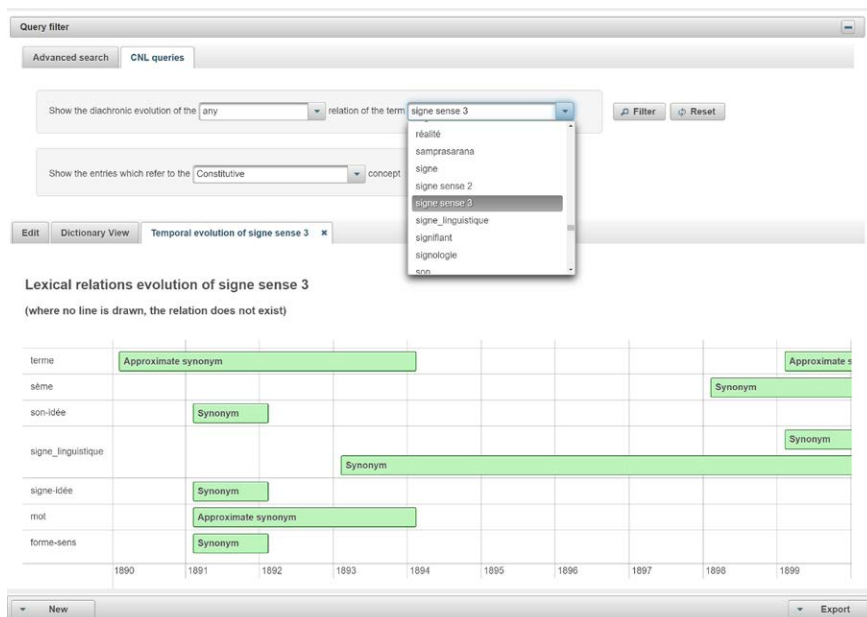 Query filter
Advanced search CNL queries
Show the diachronic evolution of the any relation of the term signe sense 3 Filter Reset
réalité
samprasarana
signe
signe sense 2
signe sense 3
signe_linguistique
signifiant
signologie
son
Show the entries which refer to the Constitutive concept
Edit Dictionary View Temporal evolution of signe sense 3 ×
Lexical relations evolution of signe sense 3
(where no line is drawn, the relation does not exist)
terme Approximate synonym Approximate s
sème Synonym
son-idée Synonym
signe_linguistique Synonym
Synonym
signe-idée Synonym
mot Approximate synonym
forme-sens Synonym
1890 1891 1892 1893 1894 1895 1896 1897 1898 1899
New Export